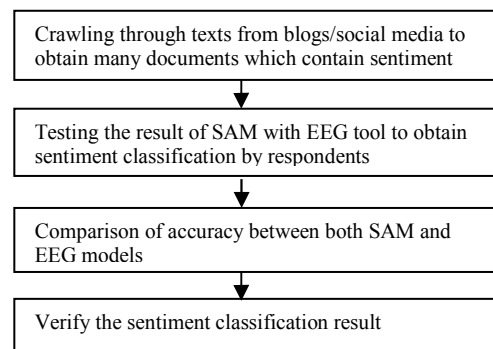 Crawling through texts from blogs/social media to
obtain many documents which contain sentiment
Testing the result of SAM with EEG tool to obtain
sentiment classification by respondents
Comparison of accuracy between both SAM and
EEG models
Verify the sentiment classification result